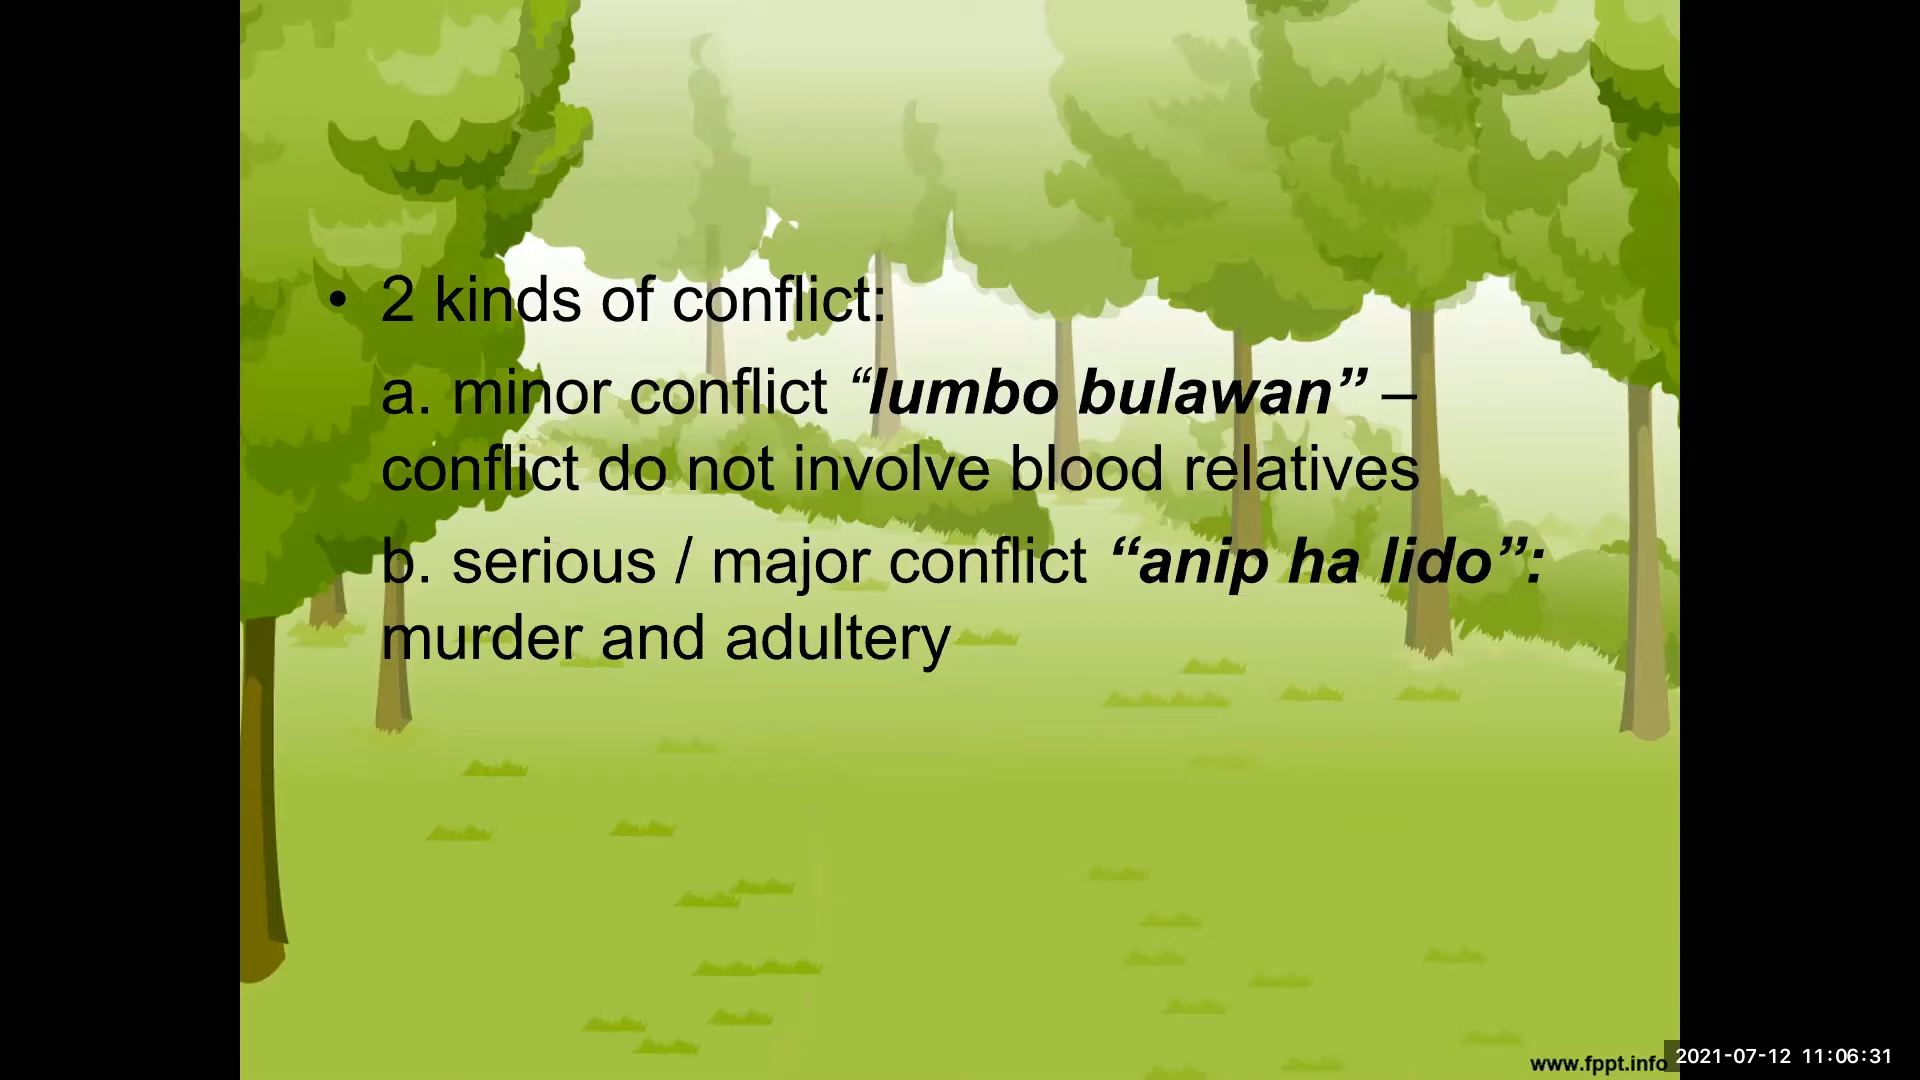 • 2 kinds of conflict:
a. minor conflict “lumbo bulawan” –
conflict do not involve blood relatives
b. serious / major conflict “anip ha lido”:
murder and adultery
www.fppt.info
2021-07-12 11:06:31